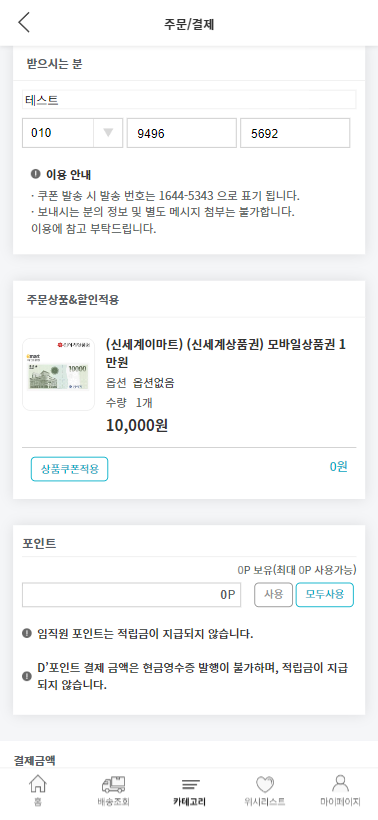 주문/결제
받으시는 분
테스트
010
9496
5692
이용 안내
· 쿠폰 발송 시 발송 번호는 1644-5343 으로 표기 됩니다.
· 보내시는 분의 정보 및 별도 메시지 첨부는 불가합니다.
이용에 참고 부탁드립니다.
주문상품&할인적용
(신세계이마트) (신세계상품권) 모바일상품권 1
만원
옵션 옵션없음
수량 1개
10,000원
10000
상품쿠폰적용
0원
포인트
0P 보유(최대 0P 사용가능)
0P
사용
모두사용
임직원 포인트는 적립금이 지급되지 않습니다.
D'포인트 결제 금액은 현금영수증 발행이 불가하며, 적립금이 지급
되지 않습니다.
결제금액
홈
배송조회
카테고리
위시리스트
마이페이지